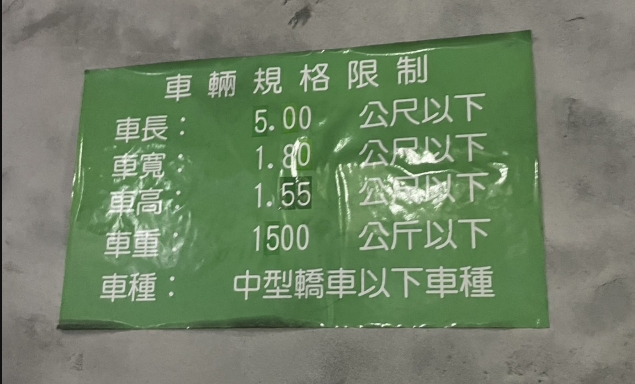 車輛規格限制
車長： 5.00 公尺以下
車寬： 1.80 公尺以下
車高： 1.55 公尺以下
車重： 1500 公斤以下
車種： 中型轎車以下車種